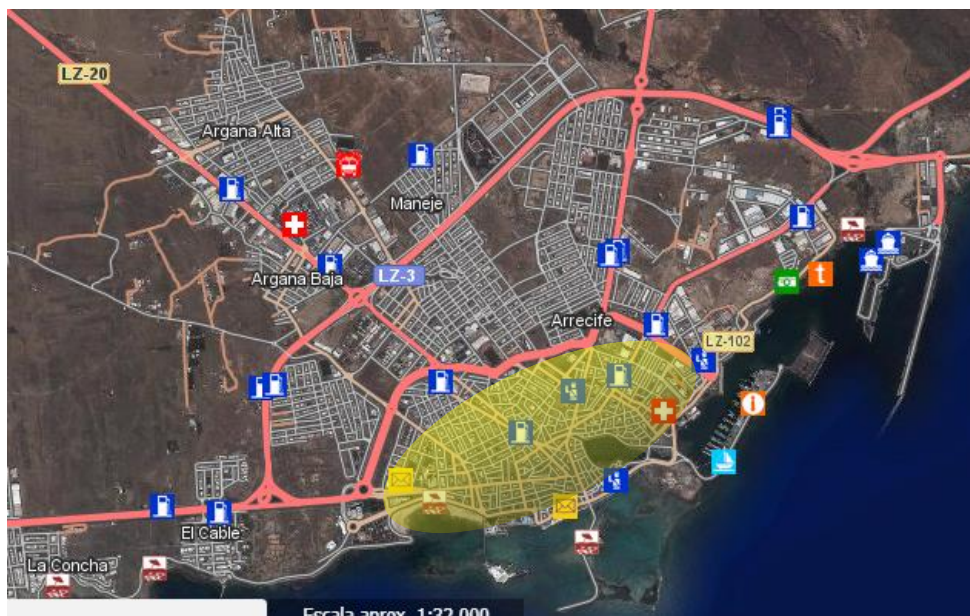 LZ-20
Argana Alta
Maneje
Argana Baja
LZ-3
Arrecife
LZ-102
t
i
El Cable
La Concha
Escala aprox. 1:32.000